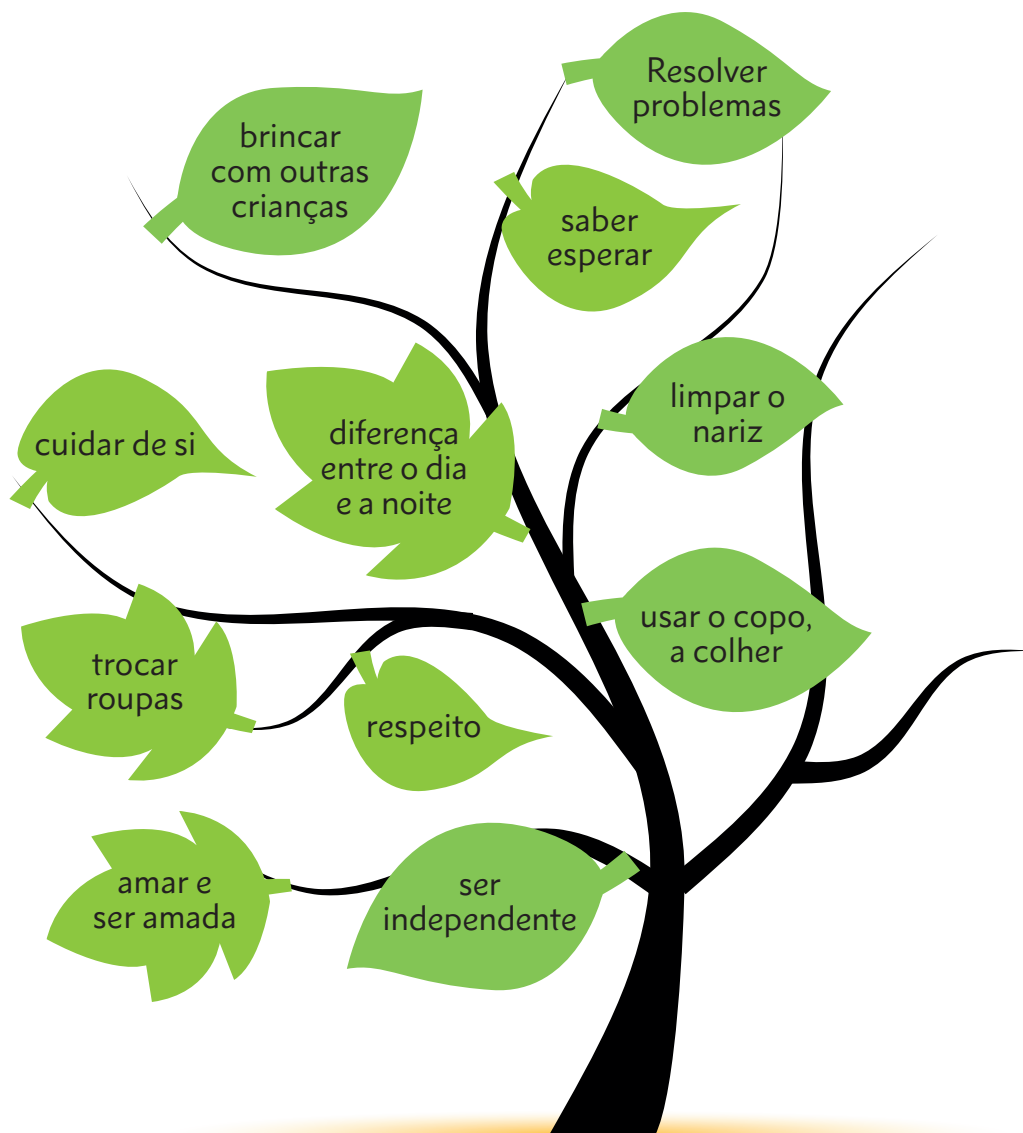 Resolver
problemas
brincar
com outras
crianças
saber
esperar
limpar o
nariz
diferença
entre o dia
e a noite
cuidar de si
usar o copo,
a colher
trocar
roupas
respeito
amar e
ser amada
ser
independente